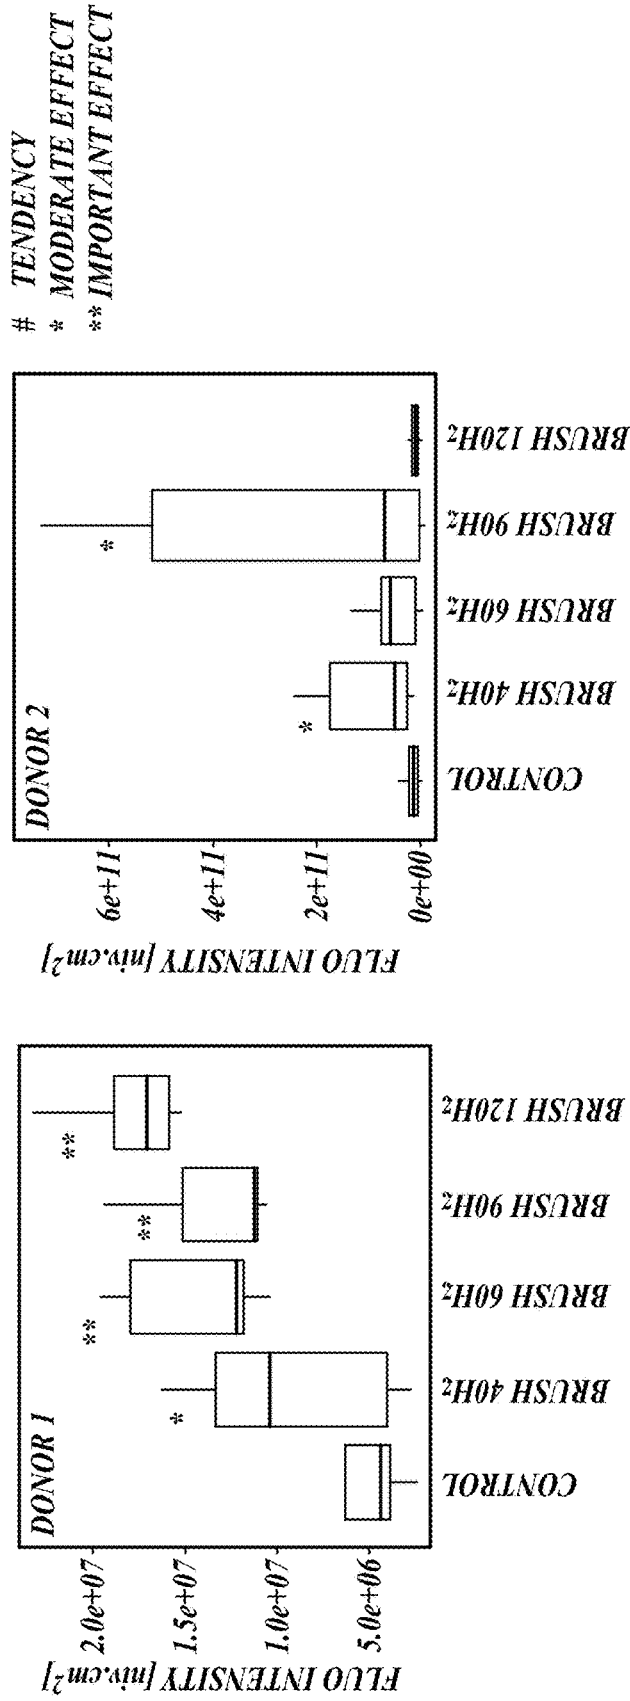 DONOR 1
FLUO INTENSITY [niv.cm²]
2.0e+07
1.5e+07
1.0e+07
5.0e+06
**
**
**
*
CONTROL
BRUSH 40Hz
BRUSH 60Hz
BRUSH 90Hz
BRUSH 120Hz
DONOR 2
FLUO INTENSITY [niv.cm²]
6e+11
4e+11
2e+11
0e+00
*
*
CONTROL
BRUSH 40Hz
BRUSH 60Hz
BRUSH 90Hz
BRUSH 120Hz
# TENDENCY
* MODERATE EFFECT
** IMPORTANT EFFECT